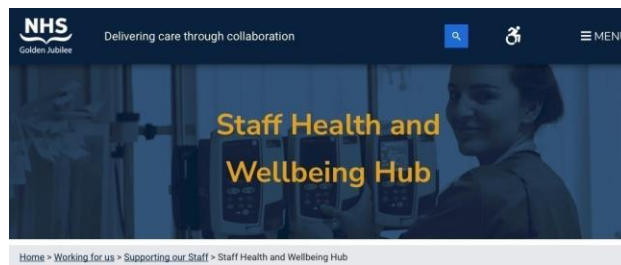 NHS
Golden Jubilee
Delivering care through collaboration
MENU
Staff Health and
Wellbeing Hub
Home > Working for us > Supporting our Staff > Staff Health and Wellbeing Hub